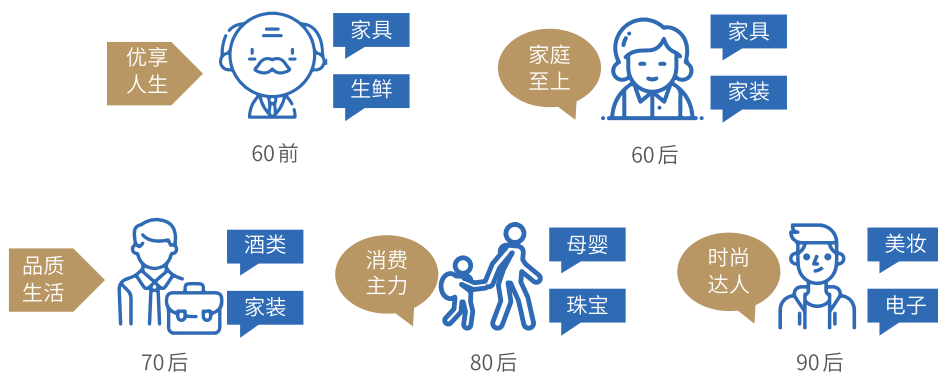 优享
人生
家具
生鲜
60前
家庭
至上
家具
家装
60后
品质
生活
酒类
家装
70后
消费
主力
母婴
珠宝
80后
时尚
达人
美妆
电子
90后